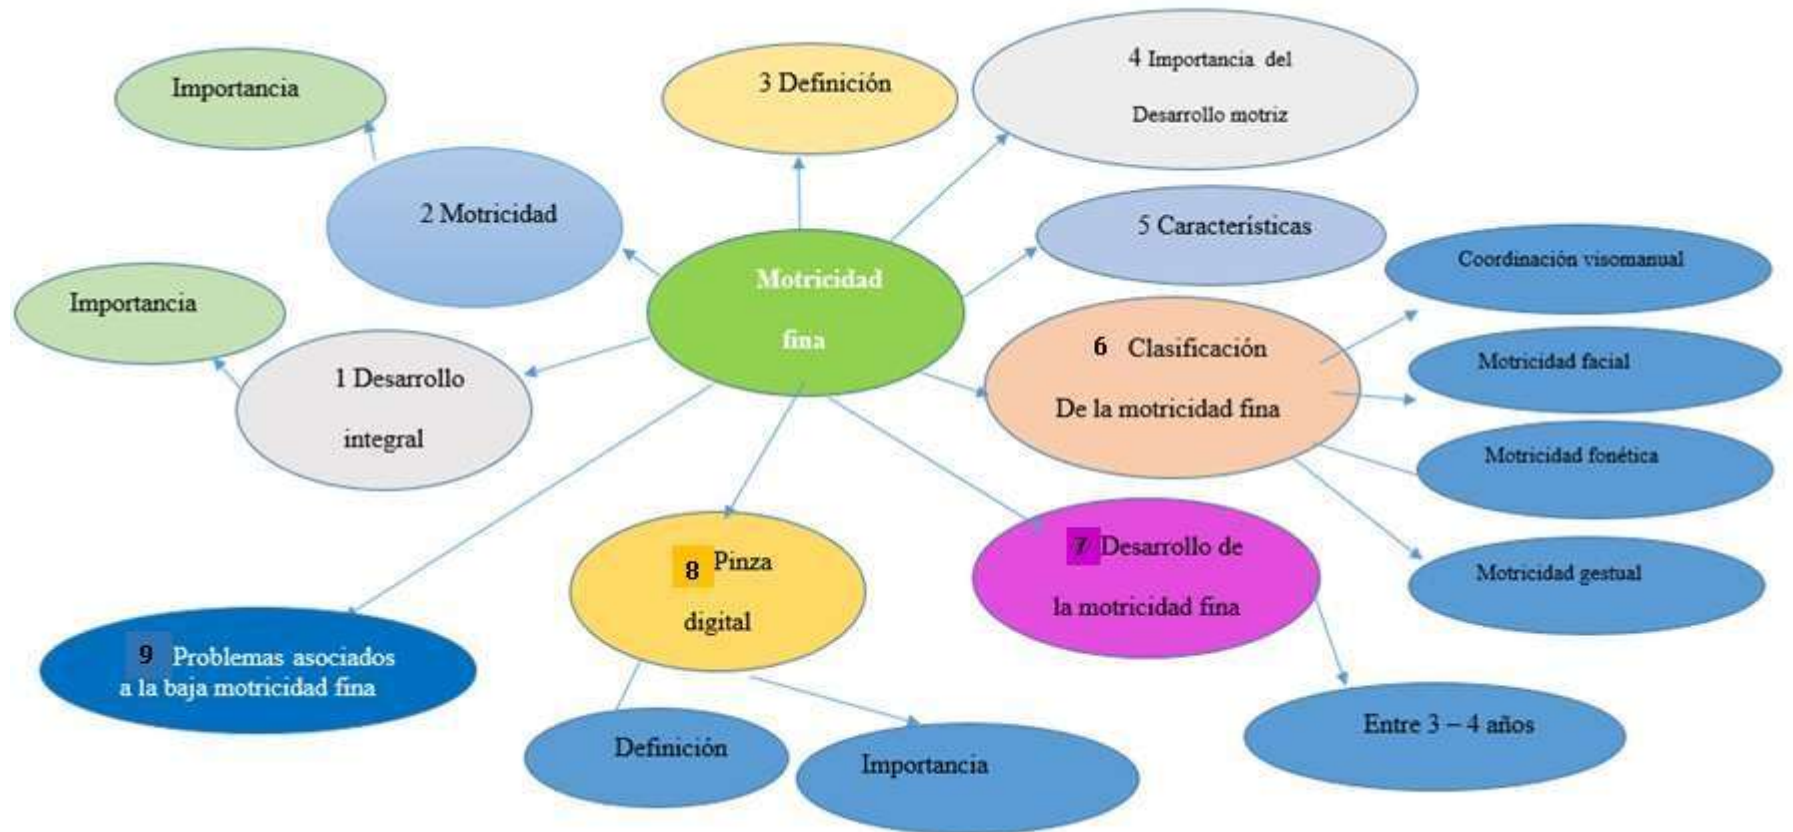 Importancia
3 Definición
4 Importancia del
Desarrollo motriz
2 Motricidad
5 Características
Coordinación visomanual
Motricidad
fina
Importancia
6 Clasificación
De la motricidad fina
Motricidad facial
1 Desarrollo
integral
Motricidad fonética
7 Desarrollo de
la motricidad fina
8 Pinza
digital
Motricidad gestual
9 Problemas asociados
a la baja motricidad fina
Definición
Importancia
Entre 3 – 4 años